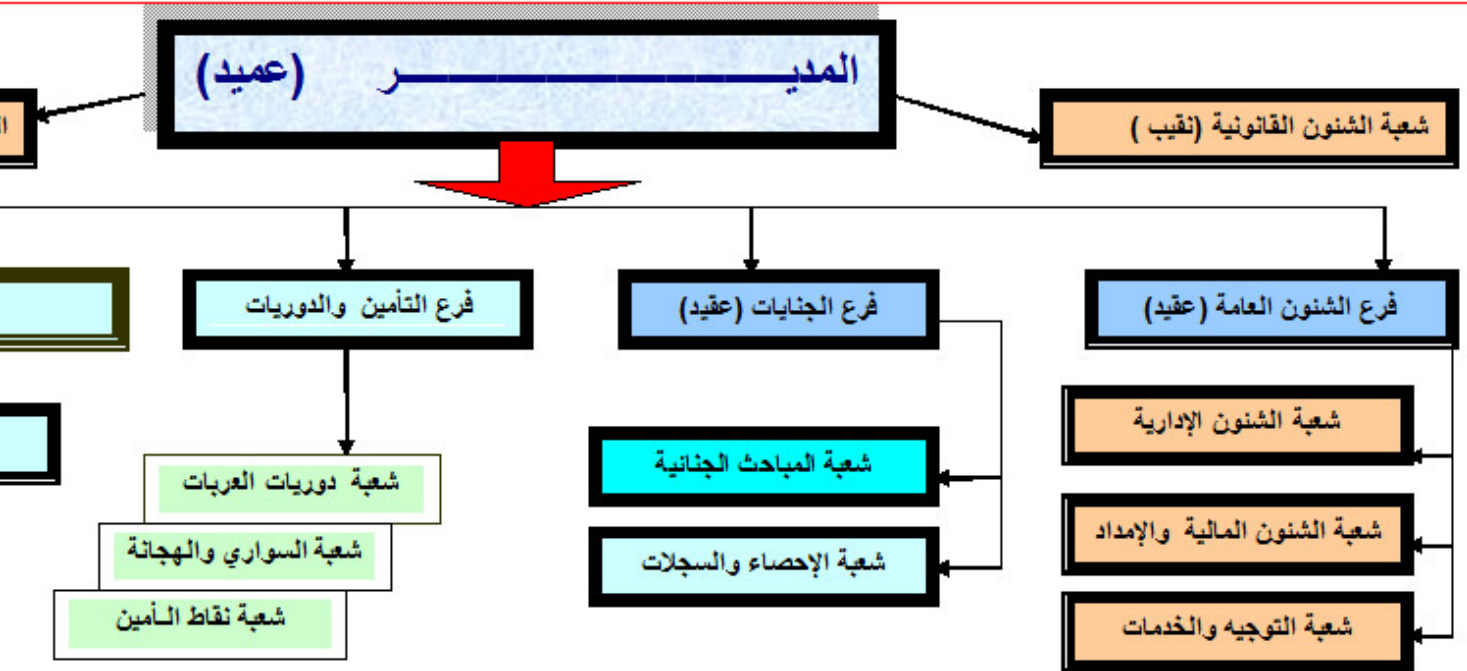 المديــــــــــــــــــــــــر (عميد)
شعبة الشئون القانونية (نقيب )
فرع الشئون العامة (عقيد)
فرع الجنايات (عقيد)
فرع التأمين والدوريات
شعبة الشئون الإدارية
شعبة الشئون المالية والإمداد
شعبة التوجيه والخدمات
شعبة المباحث الجنائية
شعبة الإحصاء والسجلات
شعبة دوريات العربات
شعبة السواري والهجانة
شعبة نقاط الـأمين